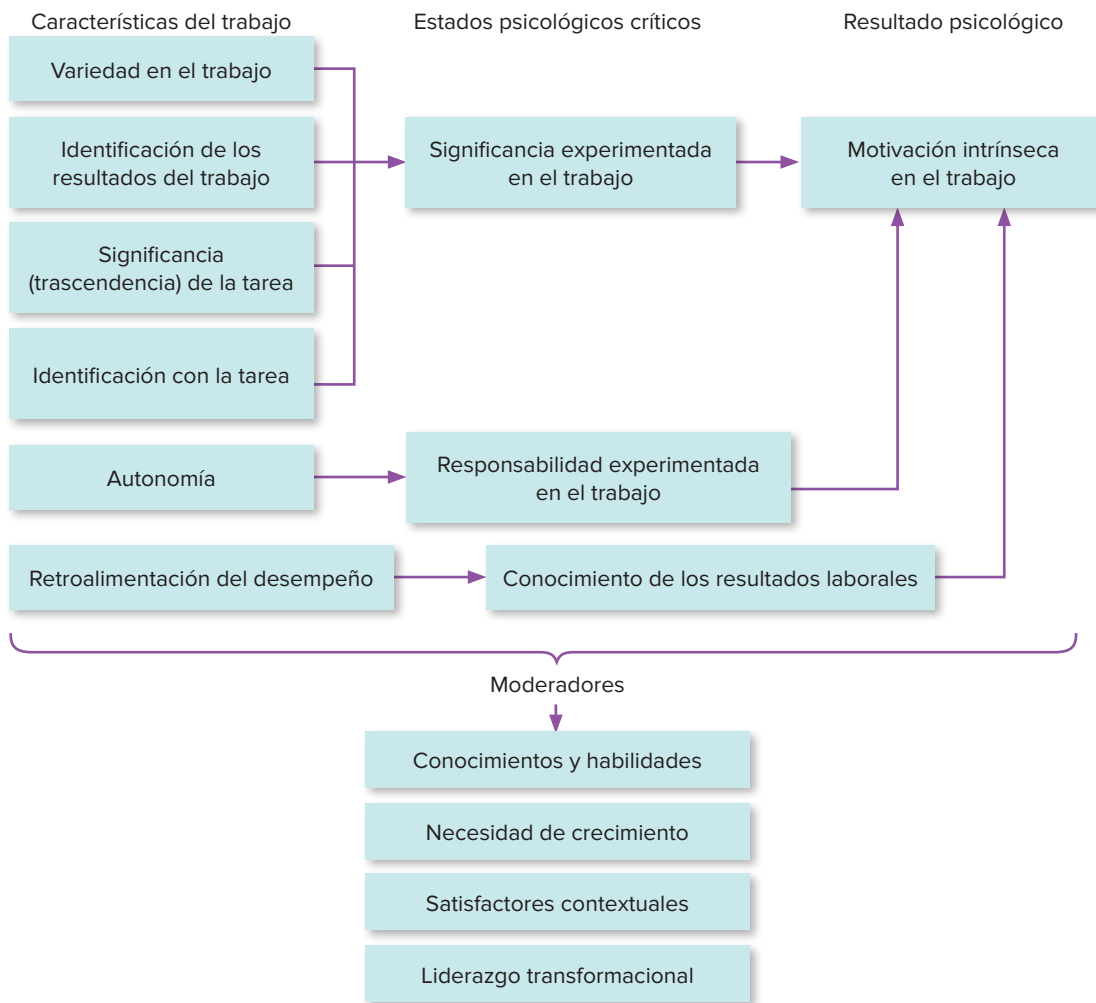 Características del trabajo
Estados psicológicos críticos
Resultado psicológico
Variedad en el trabajo
Identificación de los
resultados del trabajo
Significancia experimentada
en el trabajo
Motivación intrínseca
en el trabajo
Significancia
(trascendencia) de la tarea
Identificación con la tarea
Autonomía
Responsabilidad experimentada
en el trabajo
Retroalimentación del desempeño
Conocimiento de los resultados laborales
Moderadores
Conocimientos y habilidades
Necesidad de crecimiento
Satisfactores contextuales
Liderazgo transformacional